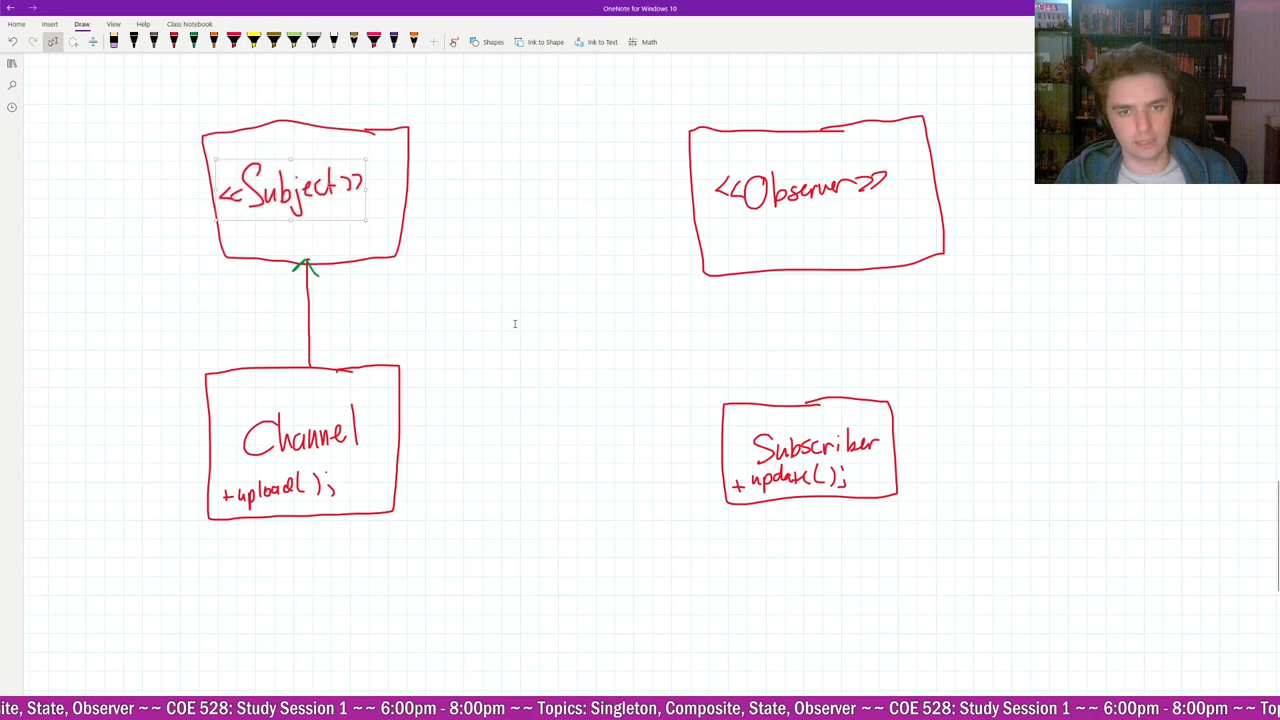 OneNote for Windows 10
Home Insert Draw View Help Class Notebook
Shapes Ink to Shape Ink to Text Math
<<Subject>>
<<Observer>>
Channel
+upload();
Subscriber
+update();
site, State, Observer ~~ COE 528: Study Session 1 ~~ 6:00pm - 8:00pm ~~ Topics: Singleton, Composite, State, Observer ~~ COE 528: Study Session 1 ~~ 6:00pm - 8:00pm ~~ To